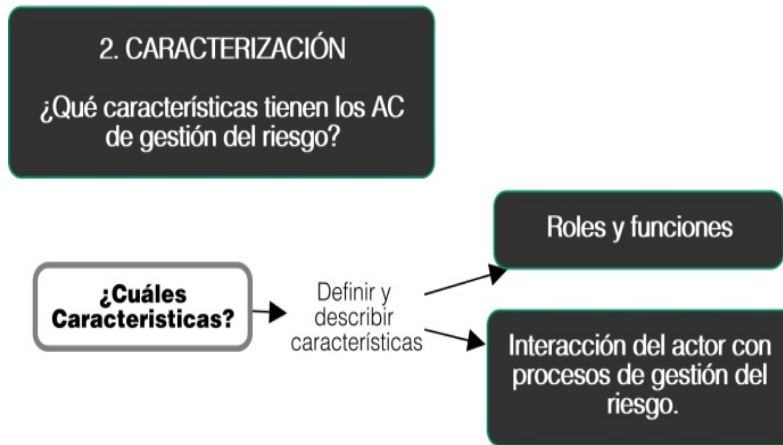 2. CARACTERIZACIÓN
¿Qué características tienen los AC
de gestión del riesgo?
Roles y funciones
¿Cuáles
Caracteristicas?
Definir y
describir
características
Interacción del actor con
procesos de gestión del
riesgo.